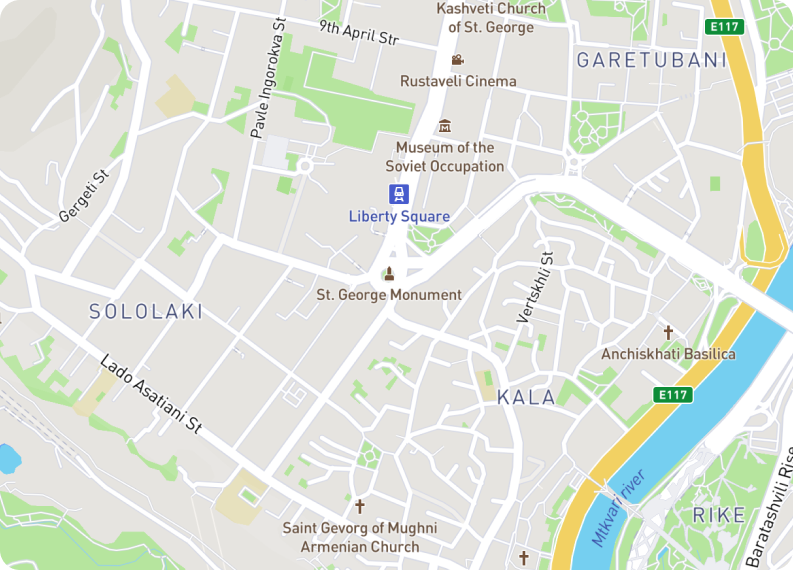 Kashveti Church
of St. George
E117
9th April Str
GARETUBANI
Pavle Ingorokva St
Rustaveli Cinema
Museum of the
Soviet Occupation
Gergeti St
Liberty Square
St. George Monument
Vertskhli St
SOLOLAKI
Anchiskhati Basilica
Lado Asatiani St
KALA
E117
Mtkvari river
Baratashvili Rise
RIKE
Saint Gevorg of Mughni
Armenian Church